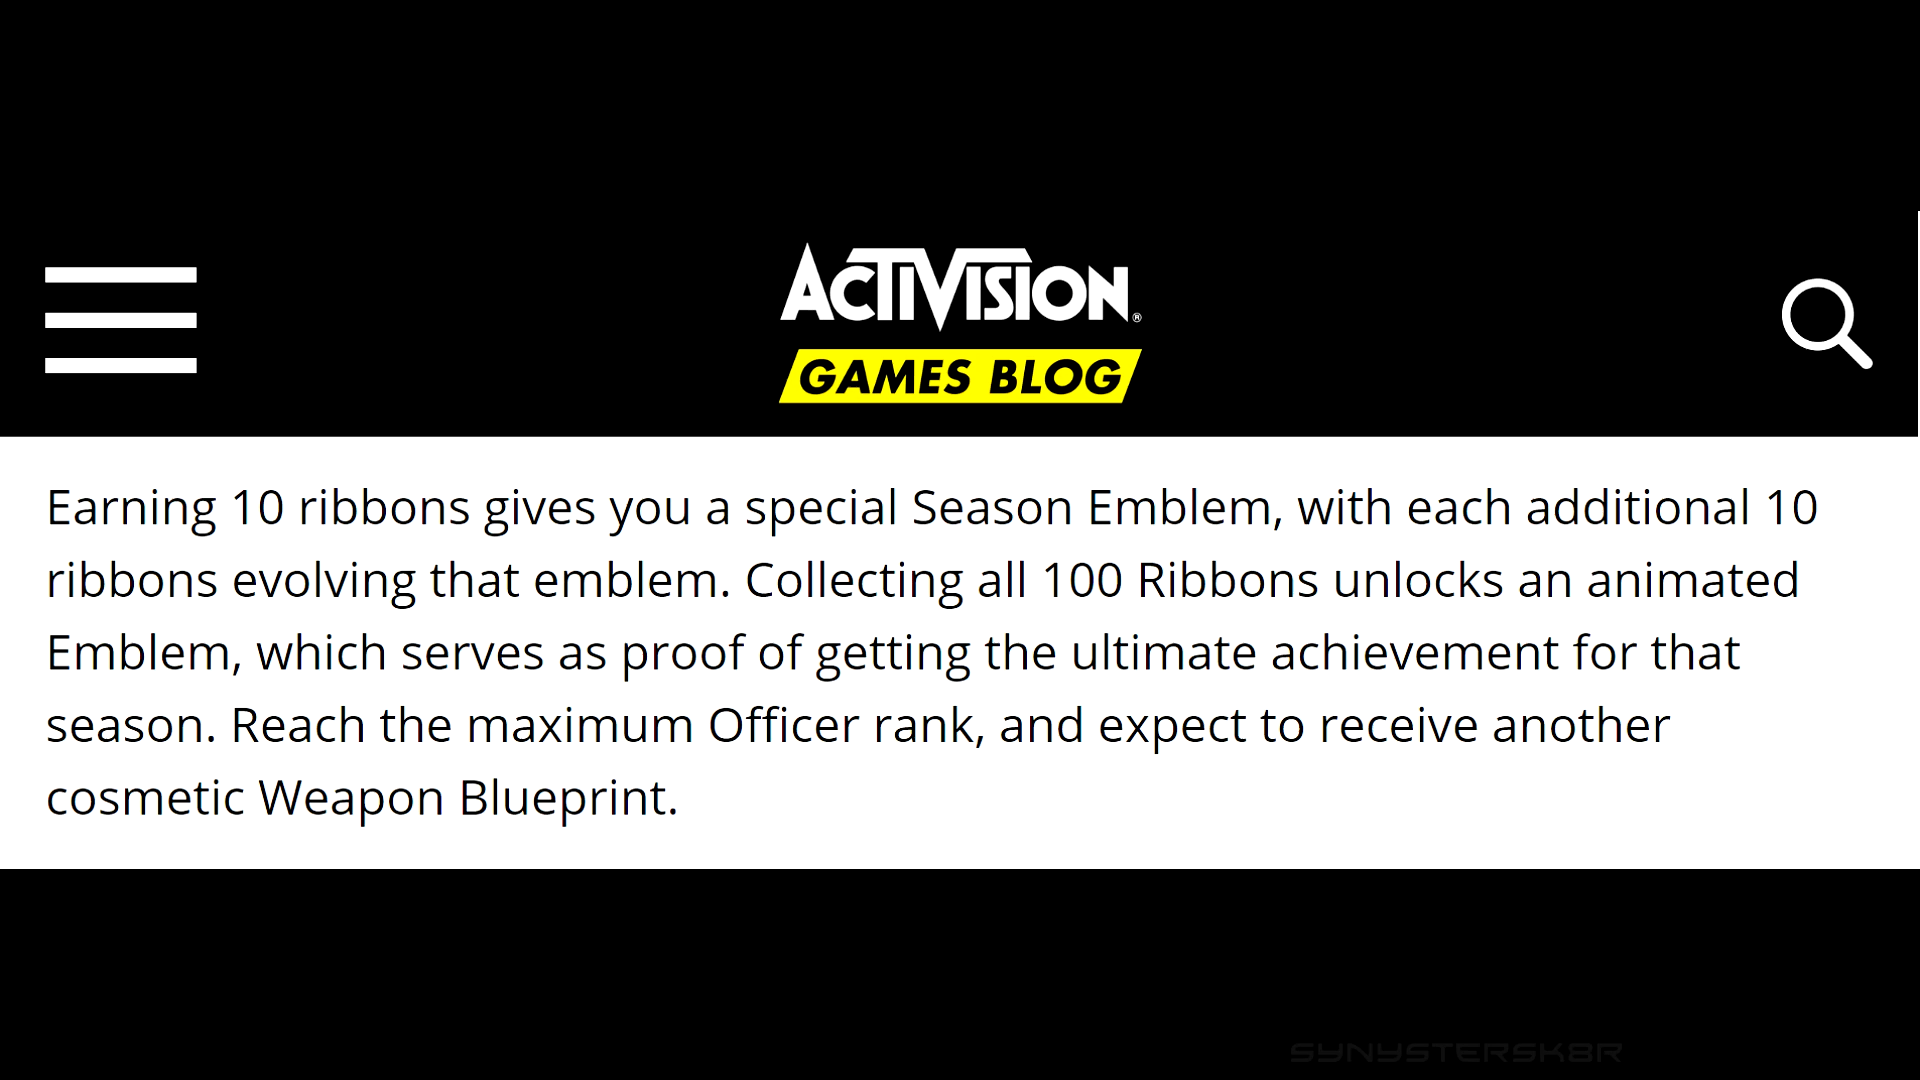 ACTIVISION®
GAMES BLOG
Earning 10 ribbons gives you a special Season Emblem, with each additional 10
ribbons evolving that emblem. Collecting all 100 Ribbons unlocks an animated
Emblem, which serves as proof of getting the ultimate achievement for that
season. Reach the maximum Officer rank, and expect to receive another
cosmetic Weapon Blueprint.
SYNYSTERSK8R